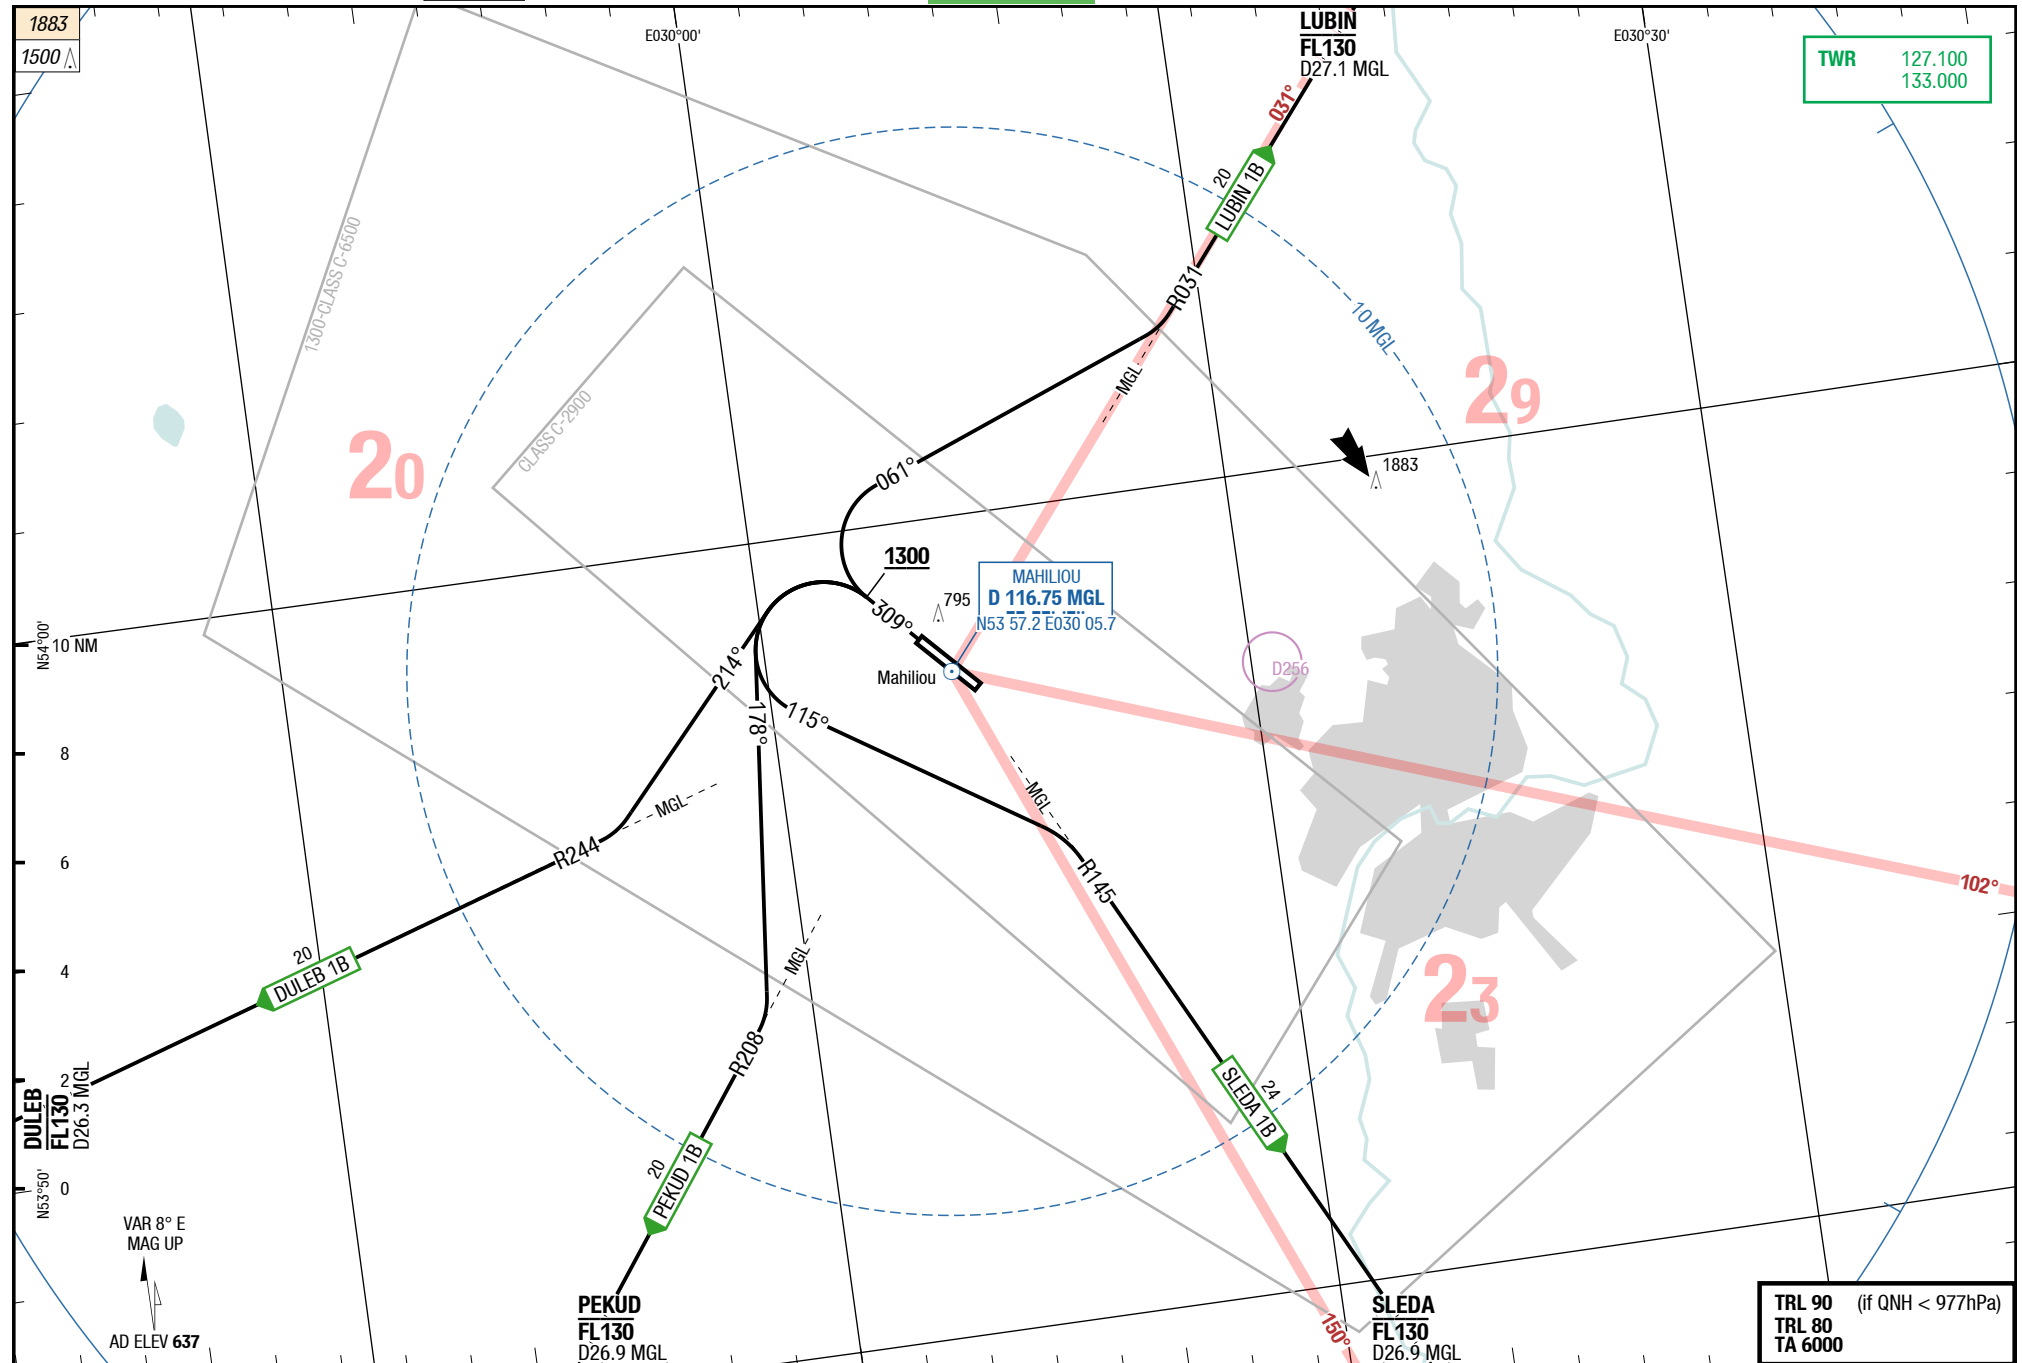 1883
1500
E030°00'
LUBIN
FL130
D27.1 MGL
E030°30'
TWR 127.100
133.000
031°
20
LUBIN 1B
1300-CLASS C-6500
R031
10 MGL
MGL
29
CLASS C-2900
20
061°
1883
1300
MAHILIOU
D 116.75 MGL
N53 57.2 E030 05.7
795
309°
Mahiliou
D256
N54°00'
10 NM
214°
178°
115°
8
MGL
MGL
R244
6
R145
102°
20
DULEB 1B
4
MGL
23
R208
2
DULEB
FL130
D26.3 MGL
24
SLEDA 1B
20
PEKUD 1B
N53°50'
0
VAR 8° E
MAG UP
AD ELEV 637
PEKUD
FL130
D26.9 MGL
150°
SLEDA
FL130
D26.9 MGL
TRL 90 (if QNH < 977hPa)
TRL 80
TA 6000